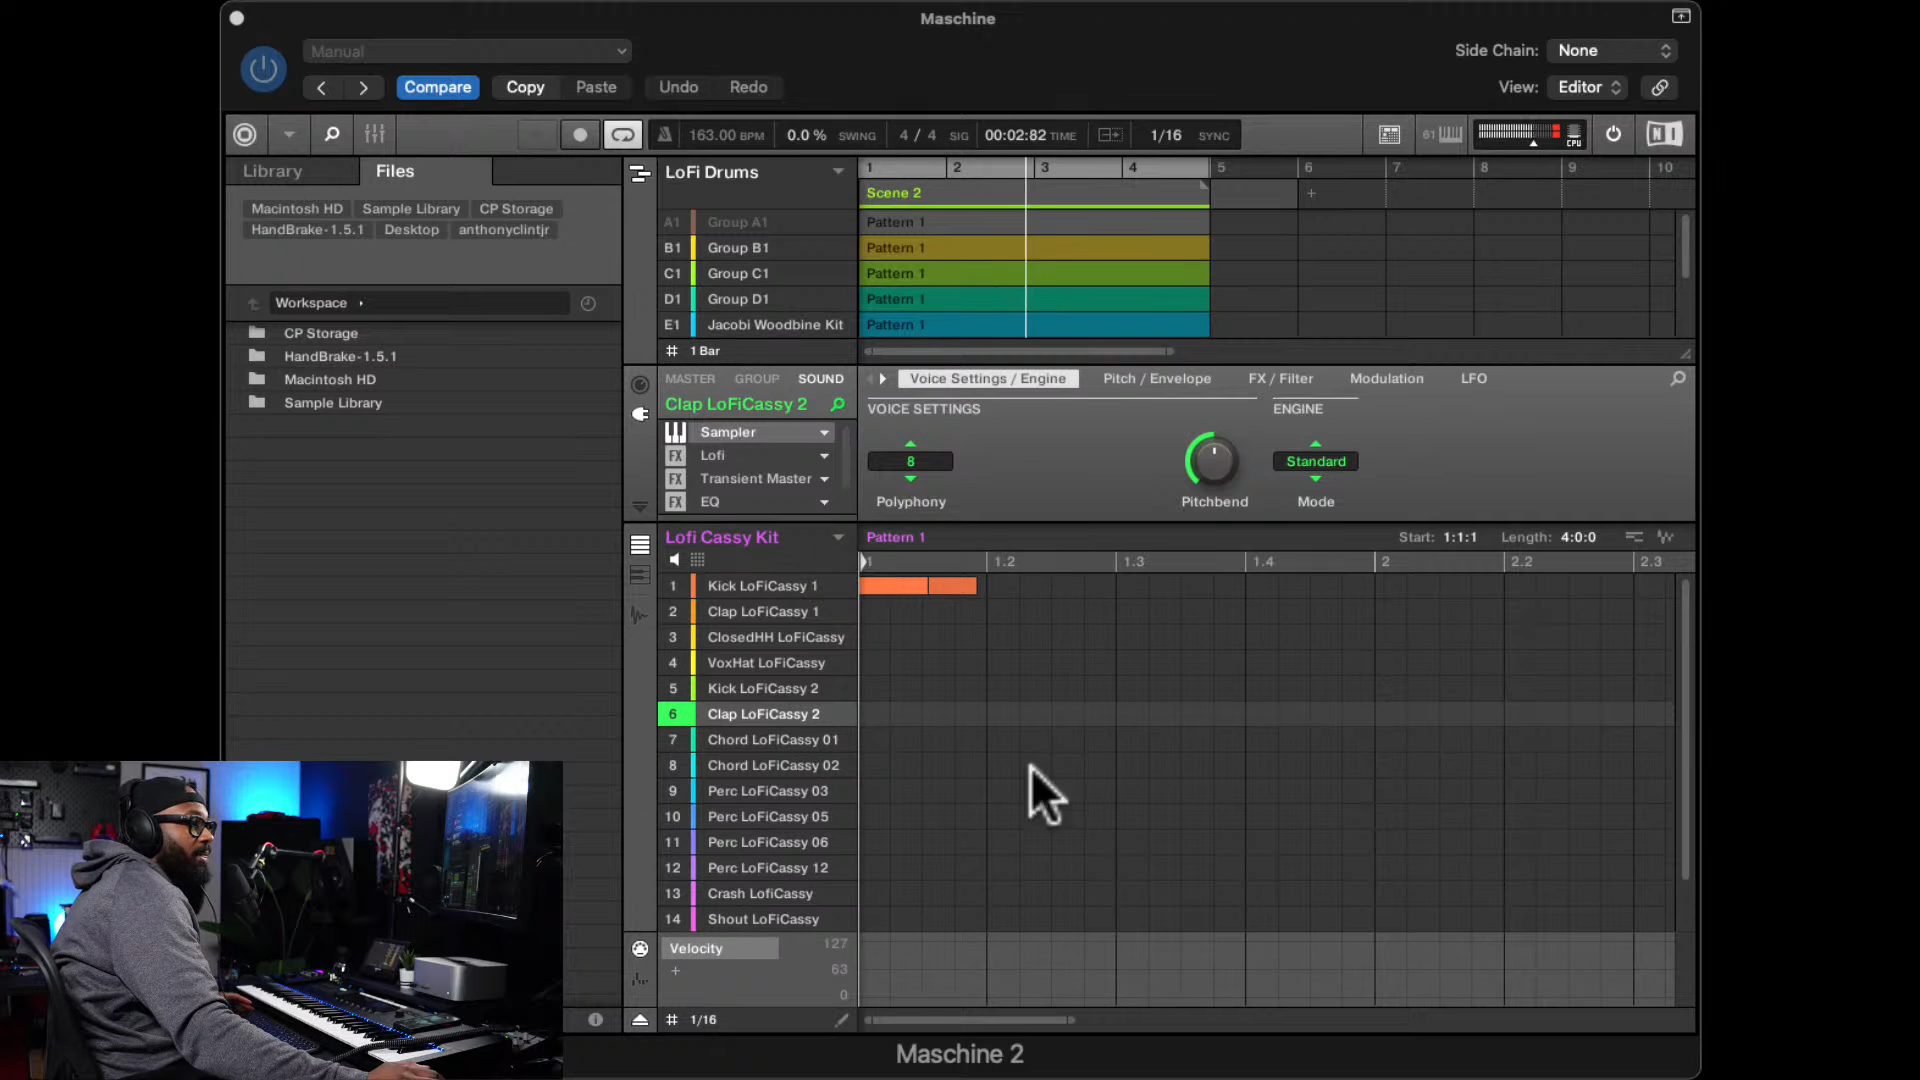 Maschine
Manual
Side Chain: None
Compare Copy Paste Undo Redo
View: Editor
163.00 BPM 0.0 % SWING 4 / 4 SIG 00:02:82 TIME 1/16 SYNC
61
CPU
NI
Library Files
LoFi Drums
1 2 3 4 5 6 7 8 9 10
Scene 2
+
Macintosh HD Sample Library CP Storage
HandBrake-1.5.1 Desktop anthonyclintjr
A1 Group A1 Pattern 1
B1 Group B1 Pattern 1
C1 Group C1 Pattern 1
D1 Group D1 Pattern 1
E1 Jacobi Woodbine Kit Pattern 1
1 Bar
Workspace
CP Storage
HandBrake-1.5.1
Macintosh HD
Sample Library
MASTER GROUP SOUND
Voice Settings / Engine Pitch / Envelope FX / Filter Modulation LFO
Clap LoFiCassy 2
VOICE SETTINGS ENGINE
Sampler
FX Lofi
FX Transient Master
FX EQ
8 Standard
Polyphony Pitchbend Mode
Lofi Cassy Kit
Pattern 1
Start: 1:1:1 Length: 4:0:0
1 1.2 1.3 1.4 2 2.2 2.3
1 Kick LoFiCassy 1
2 Clap LoFiCassy 1
3 ClosedHH LoFiCassy
4 VoxHat LoFiCassy
5 Kick LoFiCassy 2
6 Clap LoFiCassy 2
7 Chord LoFiCassy 01
8 Chord LoFiCassy 02
9 Perc LoFiCassy 03
10 Perc LoFiCassy 05
11 Perc LoFiCassy 06
12 Perc LoFiCassy 12
13 Crash LofiCassy
14 Shout LoFiCassy
Velocity 127
+ 63
0
1/16
Maschine 2